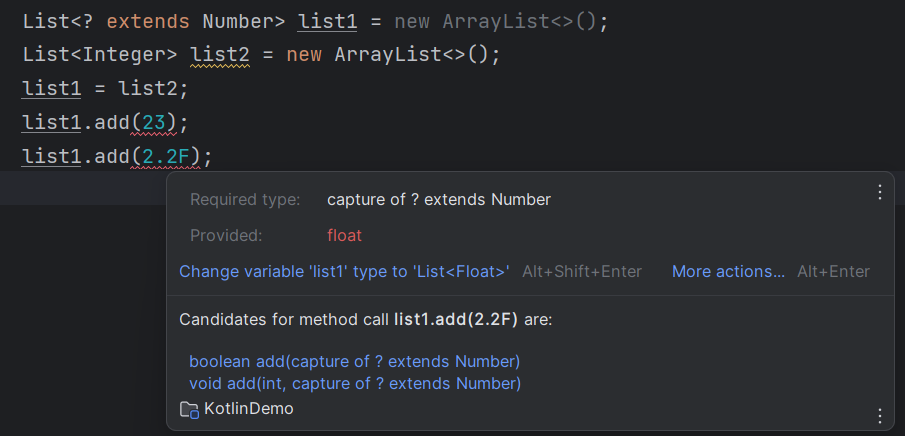 List<? extends Number> list1 = new ArrayList<>();
List<Integer> list2 = new ArrayList<>();
list1 = list2;
list1.add(23);
list1.add(2.2F);
Required type: capture of ? extends Number
Provided: float
Change variable 'list1' type to 'List<Float>' Alt+Shift+Enter More actions... Alt+Enter
Candidates for method call list1.add(2.2F) are:
boolean add(capture of ? extends Number)
void add(int, capture of ? extends Number)
KotlinDemo